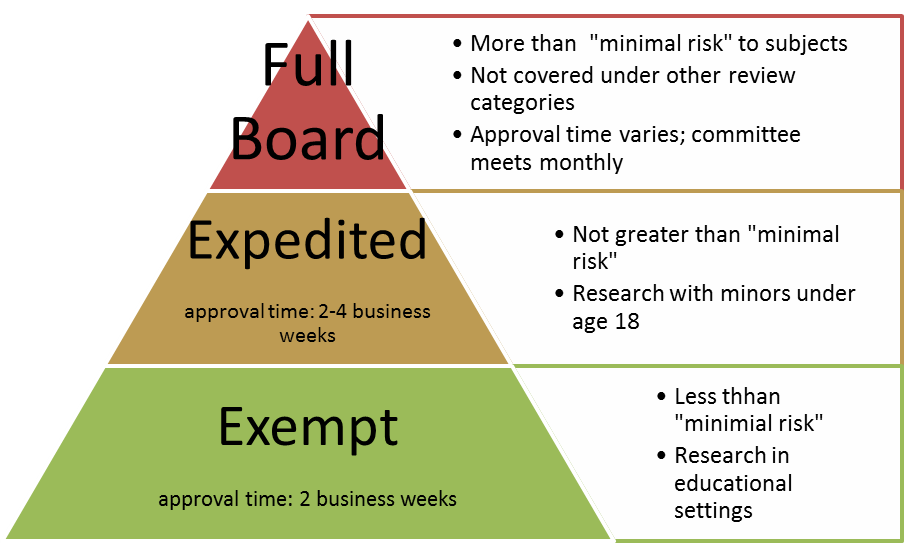 Full
Board
• More than "minimal risk" to subjects
• Not covered under other review
categories
• Approval time varies; committee
meets monthly
Expedited
approval time: 2-4 business
weeks
• Not greater than "minimal
risk"
• Research with minors under
age 18
Exempt
approval time: 2 business weeks
• Less thhan
"minimial risk"
• Research in
educational
settings